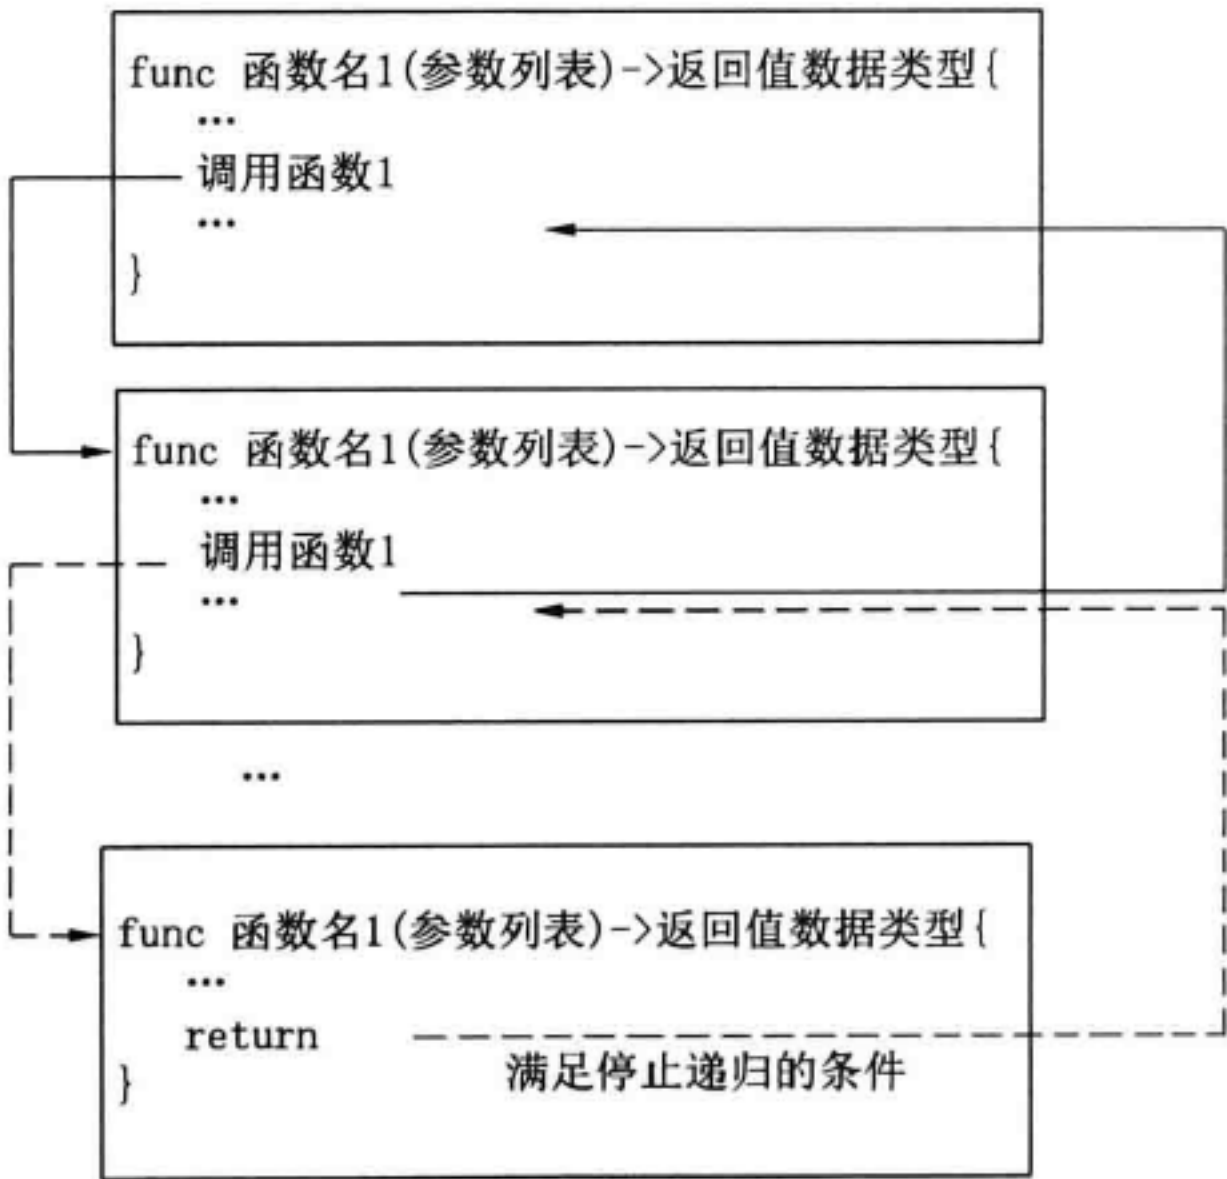 func 函数名1(参数列表)->返回值数据类型{
...
调用函数1
...
}
func 函数名1(参数列表)->返回值数据类型{
...
调用函数1
...
}
...
func 函数名1(参数列表)->返回值数据类型{
...
return
满足停止递归的条件
}